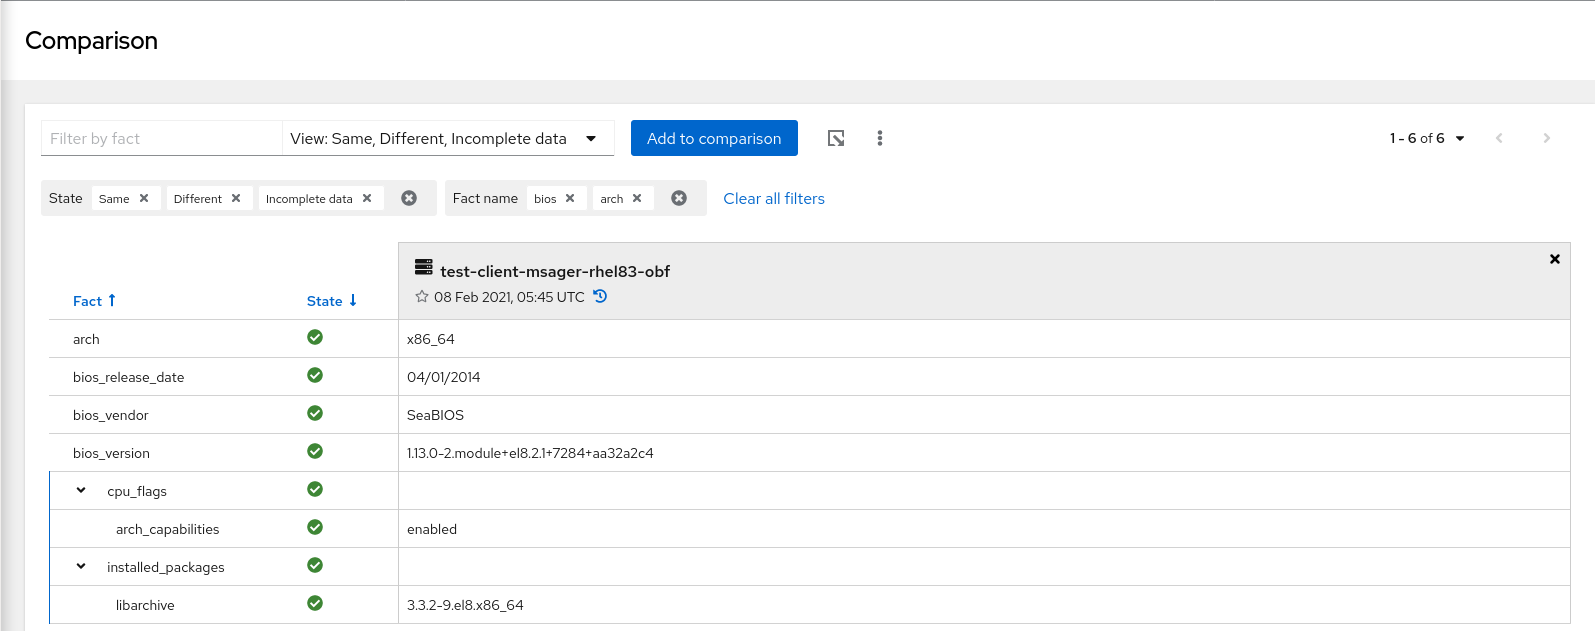 Comparison
Filter by fact View: Same, Different, Incomplete data Add to comparison 1 - 6 of 6
State Same Different Incomplete data Fact name bios arch Clear all filters
test-client-msager-rhel83-obf
Fact State 08 Feb 2021, 05:45 UTC
arch x86_64
bios_release_date 04/01/2014
bios_vendor SeaBIOS
bios_version 1.13.0-2.module+el8.2.1+7284+aa32a2c4
cpu_flags
arch_capabilities enabled
installed_packages
libarchive 3.3.2-9.el8.x86_64